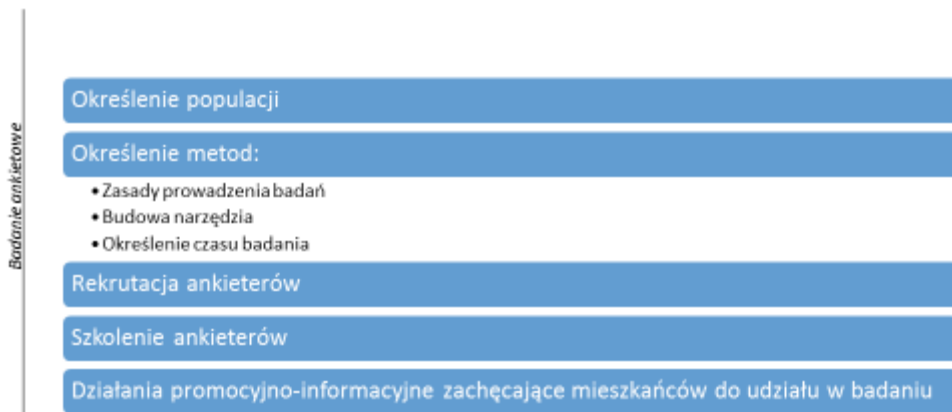 Badanie ankietowe
Określenie populacji
Określenie metod:
• Zasady prowadzenia badań
• Budowa narzędzia
• Określenie czasu badania
Rekrutacja ankieterów
Szkolenie ankieterów
Działania promocyjno-informacyjne zachęcające mieszkańców do udziału w badaniu